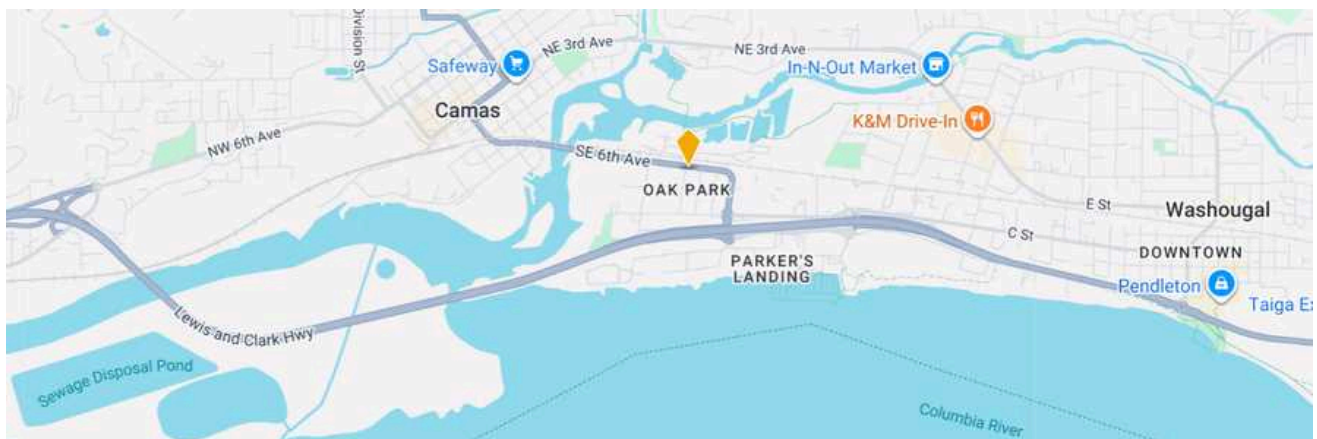 Division St
NE 3rd Ave
NE 3rd Ave
Safeway
In-N-Out Market
Camas
K&M Drive-In
NW 6th Ave
SE 6th Ave
OAK PARK
E St
Washougal
C St
DOWNTOWN
PARKER'S
LANDING
Pendleton
Taiga
Lewis and Clark Hwy
Sewage Disposal Pond
Columbia River